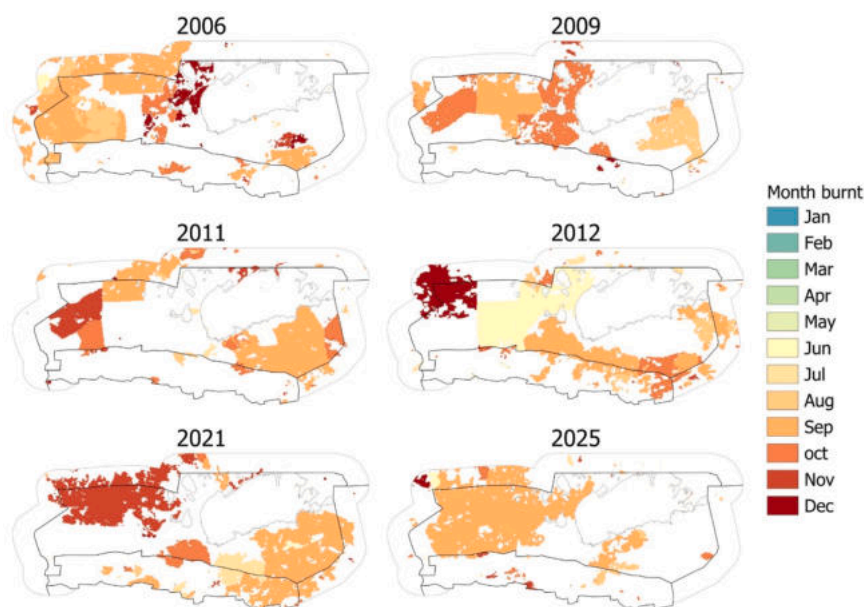 2006
2009
2011
2012
2021
2025
Month burnt
Jan
Feb
Mar
Apr
May
Jun
Jul
Aug
Sep
oct
Nov
Dec